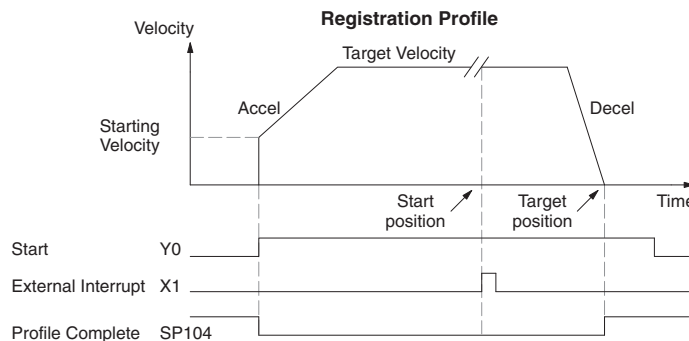 Registration Profile
Velocity
Target Velocity
Accel
Decel
Starting
Velocity
Start
position
Target
position
Time
Start Y0
External Interrupt X1
Profile Complete SP104